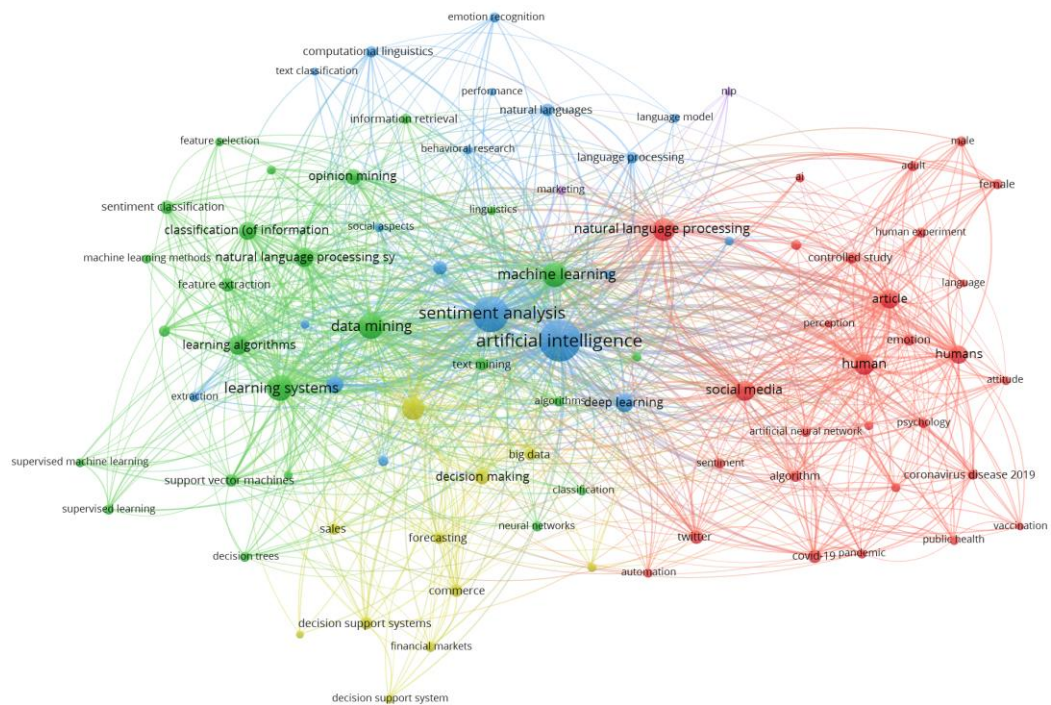 emotion recognition
computational linguistics
text classification
performance
nlp
natural languages
information retrieval
language model
feature selection
behavioral research
language processing
male
adult
ai
opinion mining
marketing
female
sentiment classification
linguistics
social aspects
classification of information
natural language processing
human experiment
machine learning methods
natural language processing sy
controlled study
machine learning
feature extraction
language
article
sentiment analysis
data mining
perception
artificial intelligence
emotion
learning algorithms
humans
text mining
human
attitude
learning systems
social media
extraction
algorithms
deep learning
artificial neural network
psychology
big data
supervised machine learning
sentiment
support vector machines
decision making
algorithm
coronavirus disease 2019
classification
supervised learning
sales
neural networks
vaccination
forecasting
twitter
public health
decision trees
covid-19
pandemic
automation
commerce
decision support systems
financial markets
decision support system